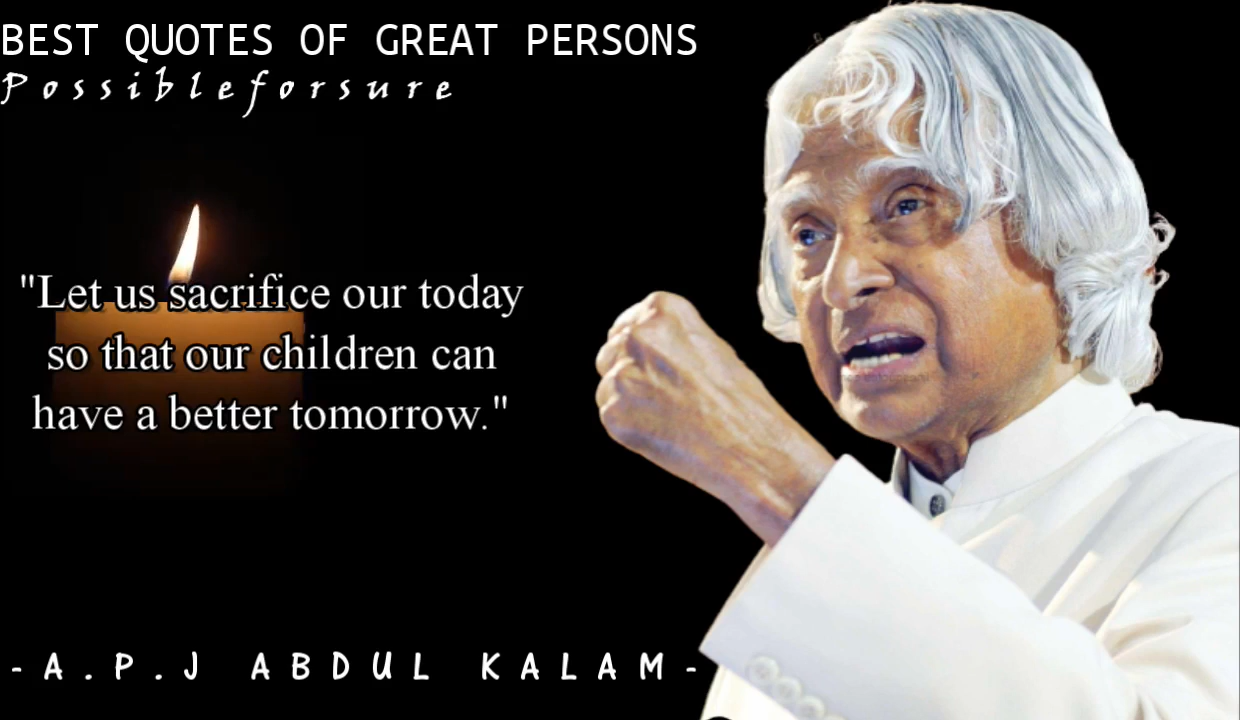 BEST QUOTES OF GREAT PERSONS
Possibleforsure
"Let us sacrifice our today
so that our children can
have a better tomorrow."
-A.P.J ABDUL KALAM-